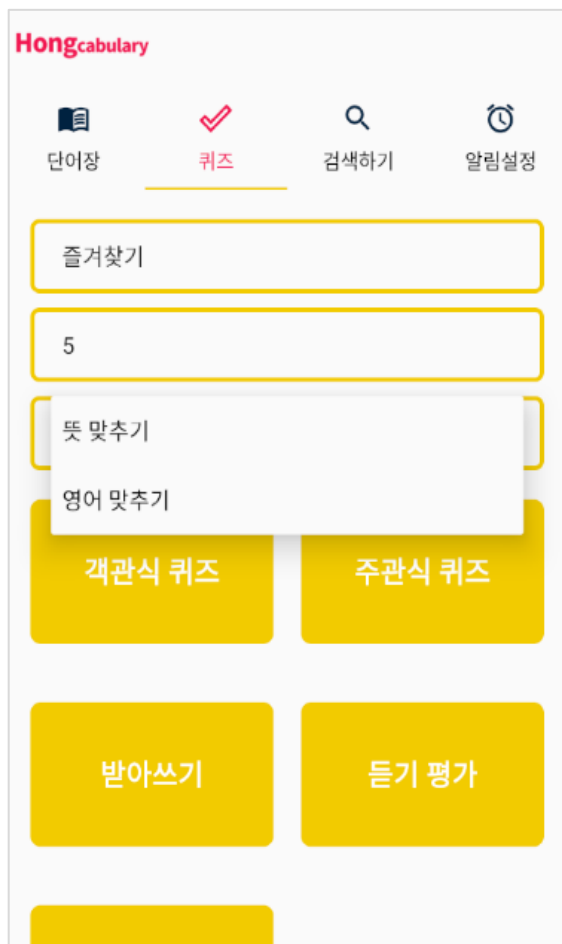 Hongcabulary
단어장 퀴즈 검색하기 알림설정
즐겨찾기
5
뜻 맞추기
영어 맞추기
객관식 퀴즈 주관식 퀴즈
받아쓰기 듣기 평가